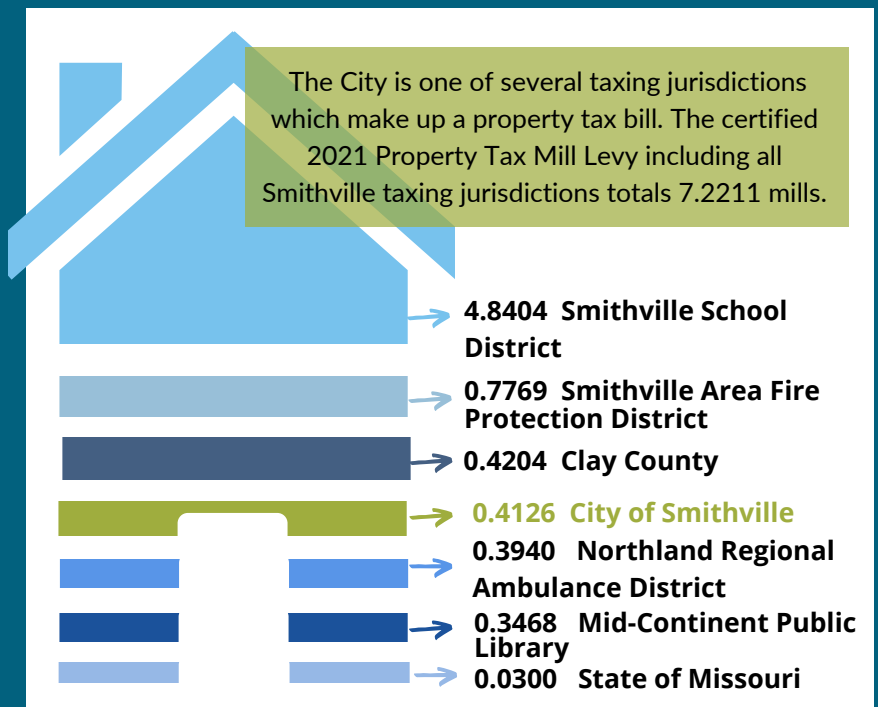 The City is one of several taxing jurisdictions
which make up a property tax bill. The certified
2021 Property Tax Mill Levy including all
Smithville taxing jurisdictions totals 7.2211 mills.
4.8404 Smithville School
District
0.7769 Smithville Area Fire
Protection District
0.4204 Clay County
0.4126 City of Smithville
0.3940 Northland Regional
Ambulance District
0.3468 Mid-Continent Public
Library
0.0300 State of Missouri